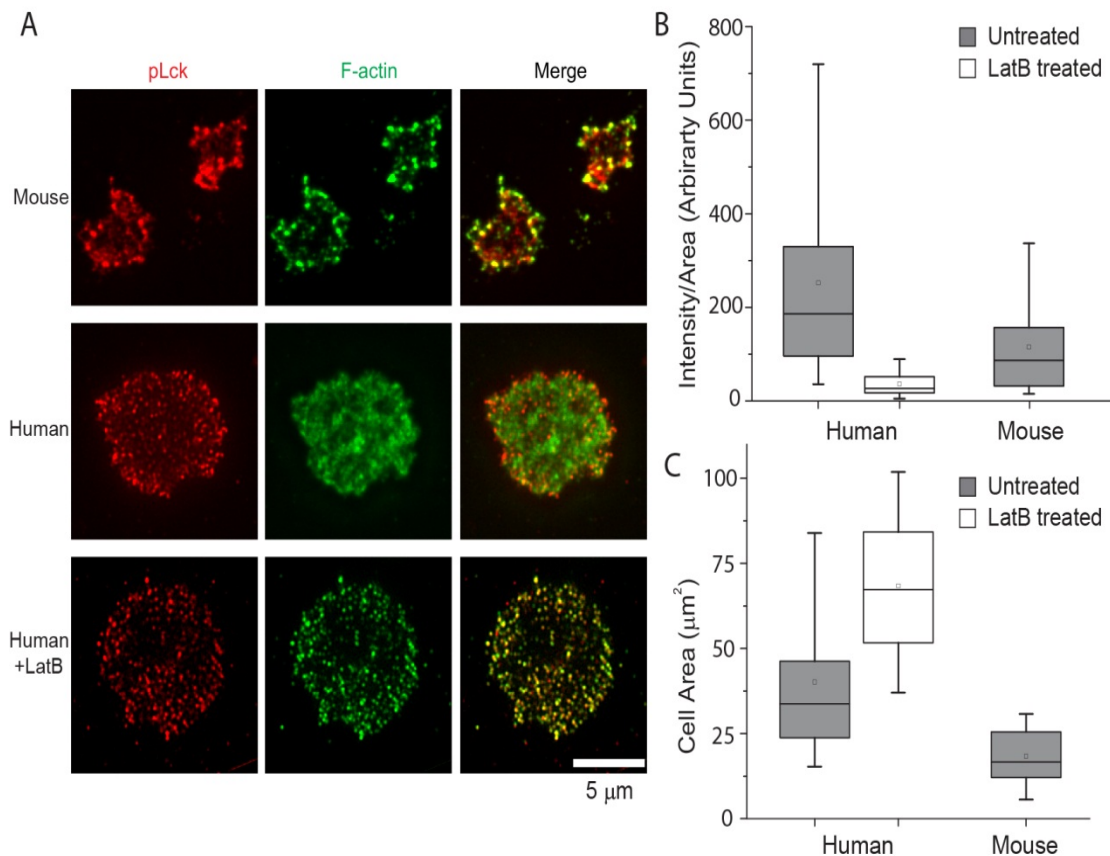 A
pLck
F-actin
Merge
Mouse
Human
Human
+LatB
5 μm
B
Intensity/Area (Arbirarty Units)
800
600
400
200
0
Untreated
LatB treated
Human
Mouse
C
Cell Area (μm²)
100
75
50
25
0
Untreated
LatB treated
Human
Mouse